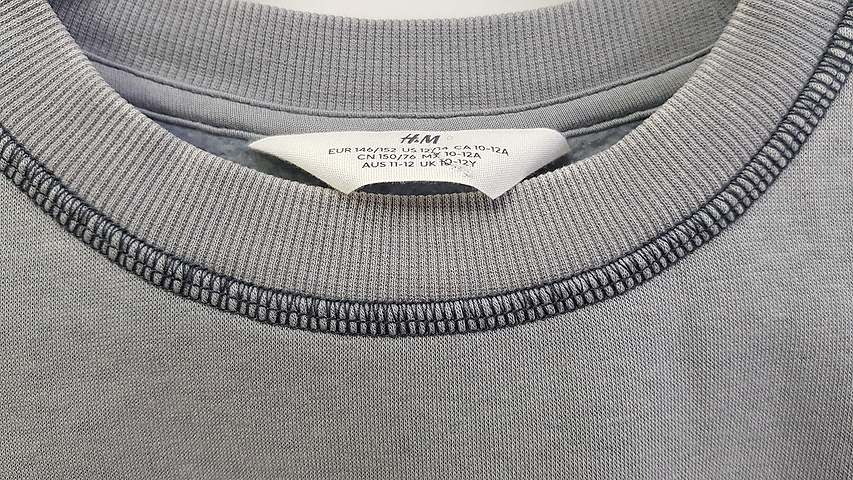 H&M
EUR 146/152 US 12/14 CA 10-12A
CN 150/76 MX 10-12A
AUS 11-12 UK 10-12Y